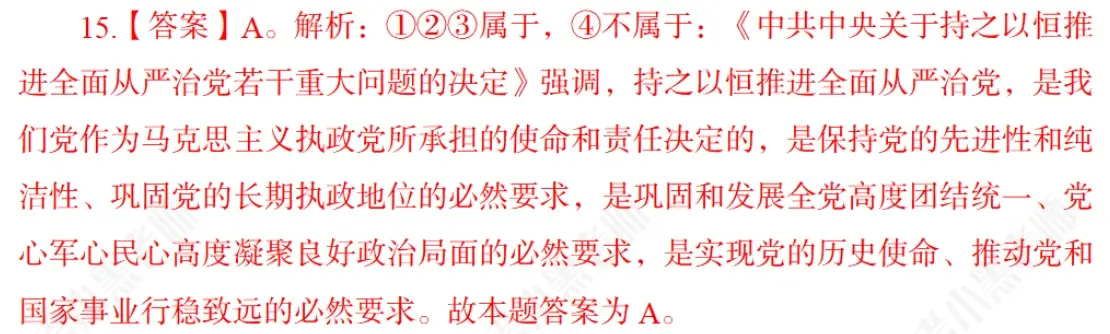 15.【答案】A。解析：①②③属于，④不属于：《中共中央关于持之以恒推
进全面从严治党若干重大问题的决定》强调，持之以恒推进全面从严治党，是我
们党作为马克思主义执政党所承担的使命和责任决定的，是保持党的先进性和纯
洁性、巩固党的长期执政地位的必然要求，是巩固和发展全党高度团结统一、党
心军心民心高度凝聚良好政治局面的必然要求，是实现党的历史使命、推动党和
国家事业行稳致远的必然要求。故本题答案为 A。